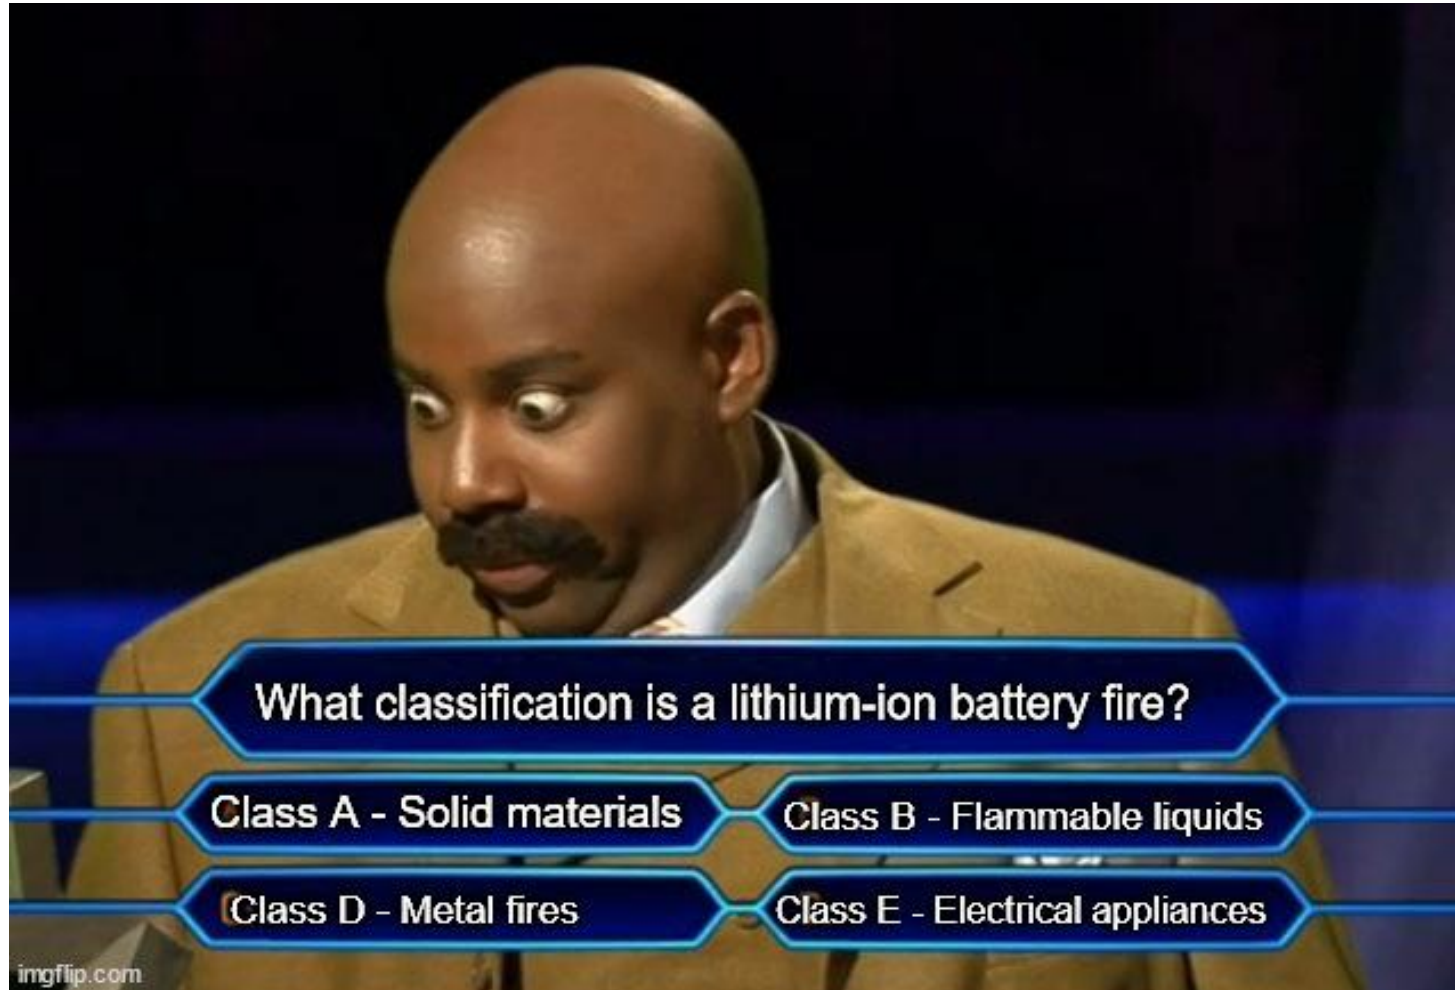 What classification is a lithium-ion battery fire?
Class A - Solid materials
Class B - Flammable liquids
Class D - Metal fires
Class E - Electrical appliances
imgflip.com